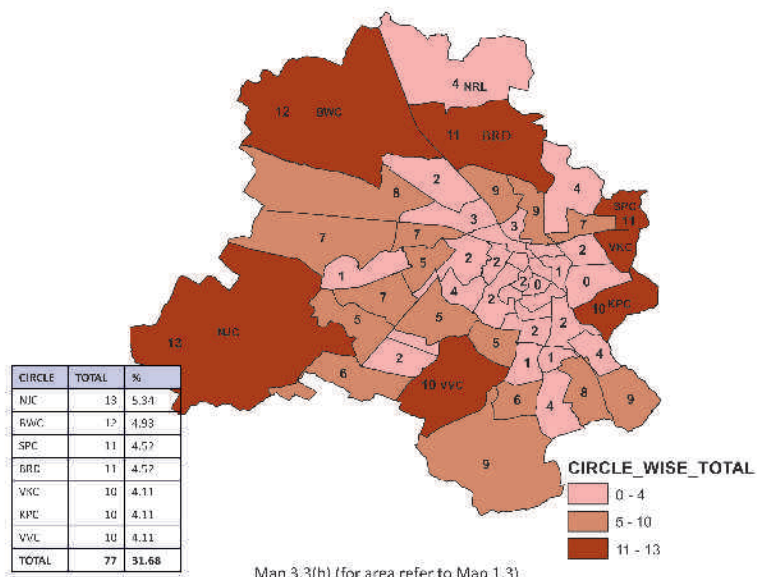 4 NRL
12 BWC
11 BRD
2
9
4
8
9
SPC
3
3
7
11
7
7
2
VKC
5
2
2
1
1
2
0
0
7
4
2
10 KPC
13 NJC
5
5
2
2
5
2
1
1
4
6
10 VVC
6
4
8
9
9
CIRCLE TOTAL %
NJC 13 5.34
BWC 12 4.93
SPC 11 4.52
BRD 11 4.52
VKC 10 4.11
KPC 10 4.11
VVC 10 4.11
TOTAL 77 31.68
CIRCLE_WISE_TOTAL
0 - 4
5 - 10
11 - 13
Map 3.3(h) (for area refer to Map 1.3)